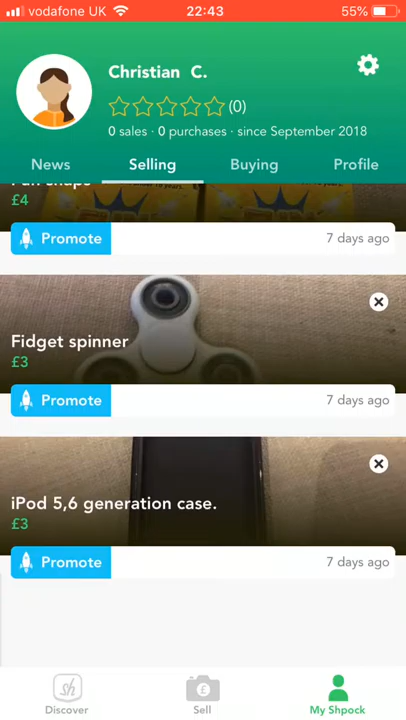 vodafone UK 22:43 55%
Christian C.
(0)
0 sales · 0 purchases · since September 2018
News Selling Buying Profile
£4
Promote 7 days ago
Fidget spinner
£3
Promote 7 days ago
iPod 5,6 generation case.
£3
Promote 7 days ago
sh £
Discover Sell My Shpock